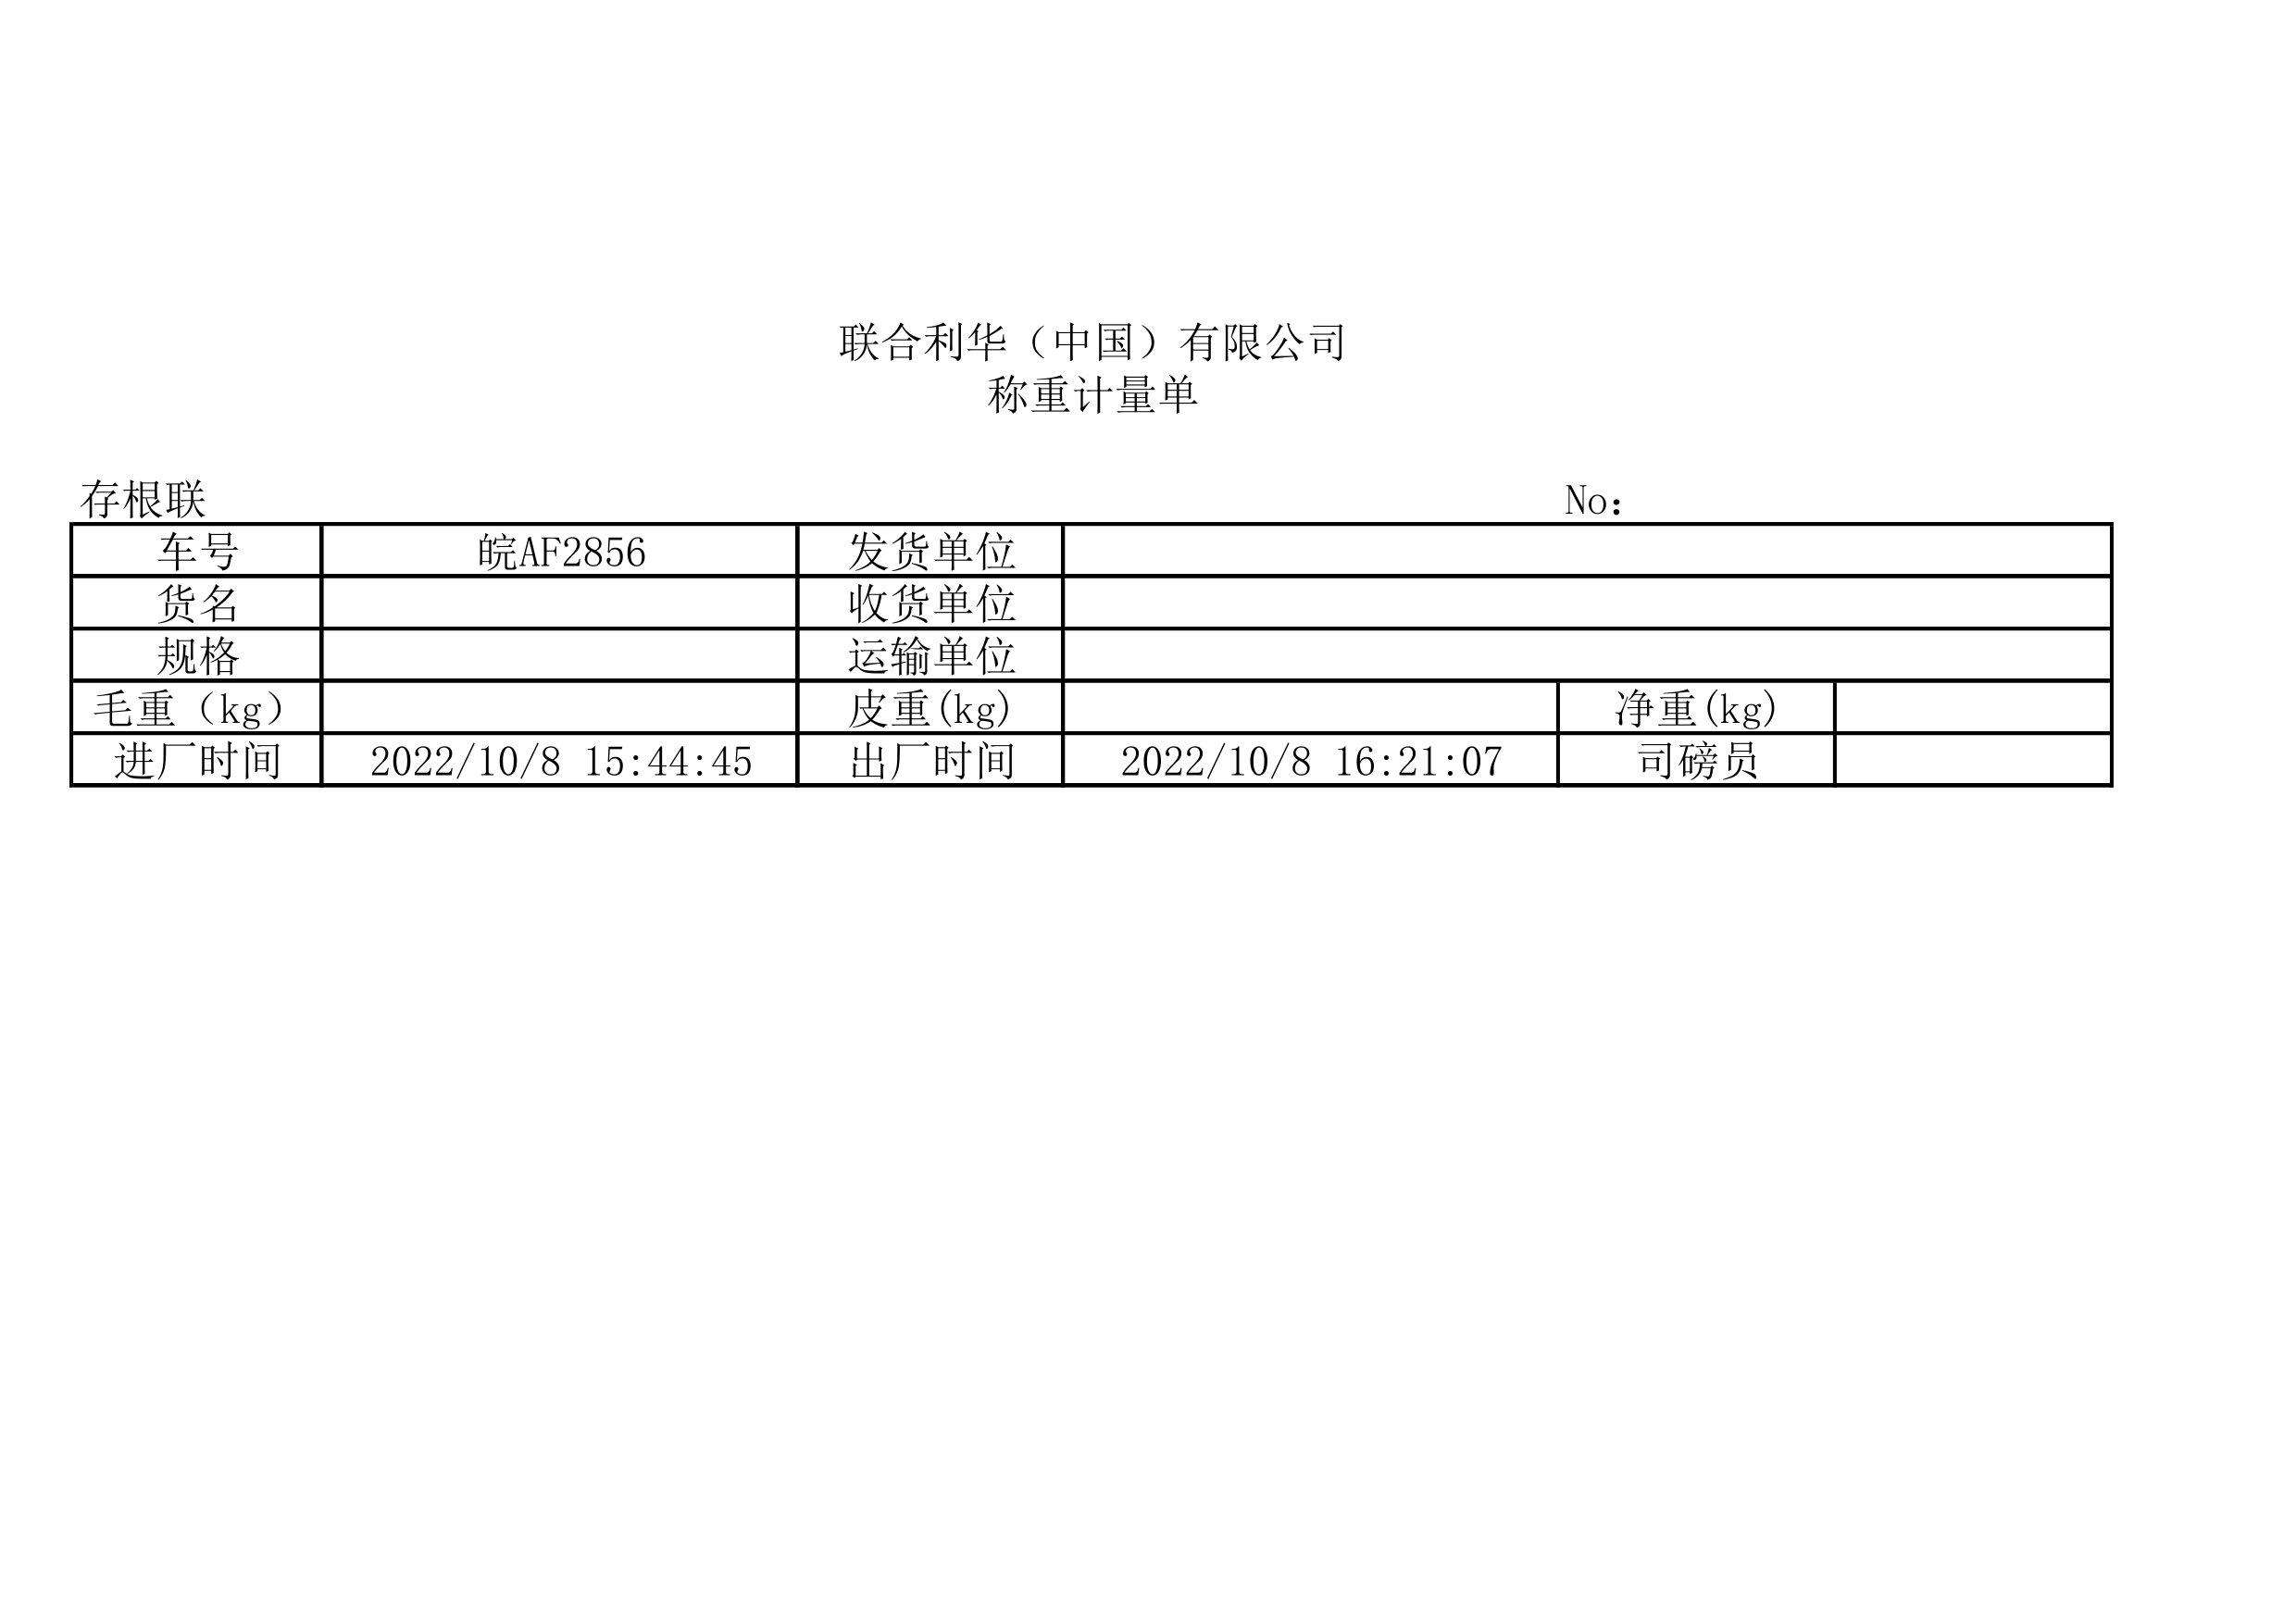 联合利华（中国）有限公司
称重计量单
存根联 No：
车号 皖AF2856 发货单位
货名 收货单位
规格 运输单位
毛重（kg） 皮重(kg) 净重(kg)
进厂时间 2022/10/8 15:44:45 出厂时间 2022/10/8 16:21:07 司磅员